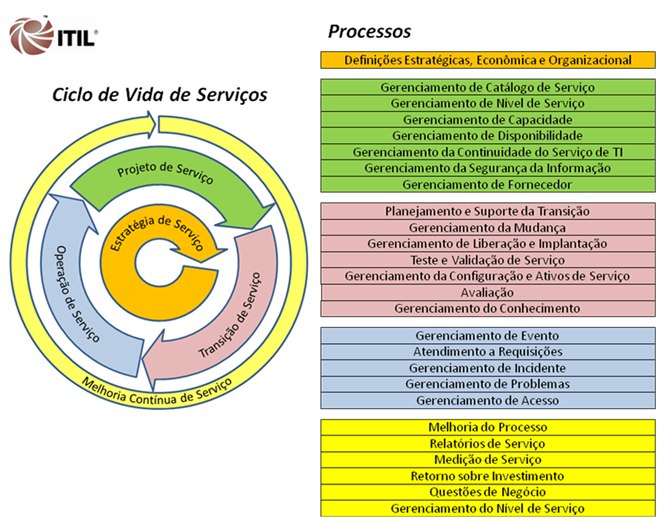 ITIL®
Processos
Ciclo de Vida de Serviços
Projeto de Serviço
Estratégia de Serviço
Operação de Serviço
Transição de Serviço
Melhoria Contínua de Serviço
Definições Estratégicas, Econômica e Organizacional
Gerenciamento de Catálogo de Serviço
Gerenciamento de Nível de Serviço
Gerenciamento de Capacidade
Gerenciamento de Disponibilidade
Gerenciamento da Continuidade do Serviço de TI
Gerenciamento da Segurança da Informação
Gerenciamento de Fornecedor
Planejamento e Suporte da Transição
Gerenciamento da Mudança
Gerenciamento de Liberação e Implantação
Teste e Validação de Serviço
Gerenciamento da Configuração e Ativos de Serviço
Avaliação
Gerenciamento do Conhecimento
Gerenciamento de Evento
Atendimento a Requisições
Gerenciamento de Incidente
Gerenciamento de Problemas
Gerenciamento de Acesso
Melhoria do Processo
Relatórios de Serviço
Medição de Serviço
Retorno sobre Investimento
Questões de Negócio
Gerenciamento do Nível de Serviço